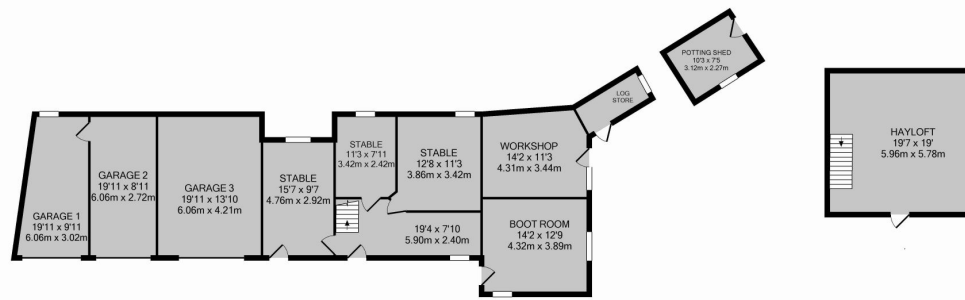 GARAGE 1
19'11 x 9'11
6.06m x 3.02m
GARAGE 2
19'11 x 8'11
6.06m x 2.72m
GARAGE 3
19'11 x 13'10
6.06m x 4.21m
STABLE
15'7 x 9'7
4.76m x 2.92m
STABLE
11'3 x 7'11
3.42m x 2.42m
STABLE
12'8 x 11'3
3.86m x 3.42m
19'4 x 7'10
5.90m x 2.40m
WORKSHOP
14'2 x 11'3
4.31m x 3.44m
BOOT ROOM
14'2 x 12'9
4.32m x 3.89m
LOG
STORE
POTTING SHED
10'3 x 7'5
3.12m x 2.27m
HAYLOFT
19'7 x 19'
5.96m x 5.78m